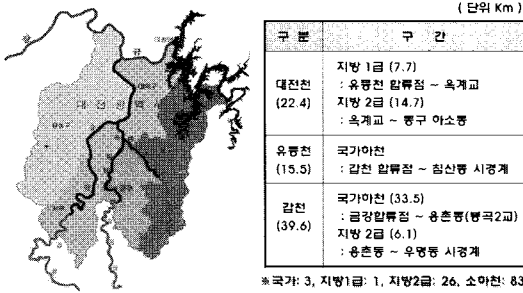 ( 단위 Km )
구 분 구 간
대전천
(22.4)
지방 1급 (7.7)
: 유등천 합류점 ~ 옥계교
지방 2급 (14.7)
: 옥계교 ~ 동구 하소동
유등천
(15.5)
국가하천
: 갑천 합류점 ~ 침산동 시경계
갑천
(39.6)
국가하천 (33.5)
: 금강합류점 ~ 용촌동(봉곡2교)
지방 2급 (6.1)
: 용촌동 ~ 우명동 시경계
※국가: 3, 지방1급: 1, 지방2급: 26, 소하천: 83
대 전 광 역